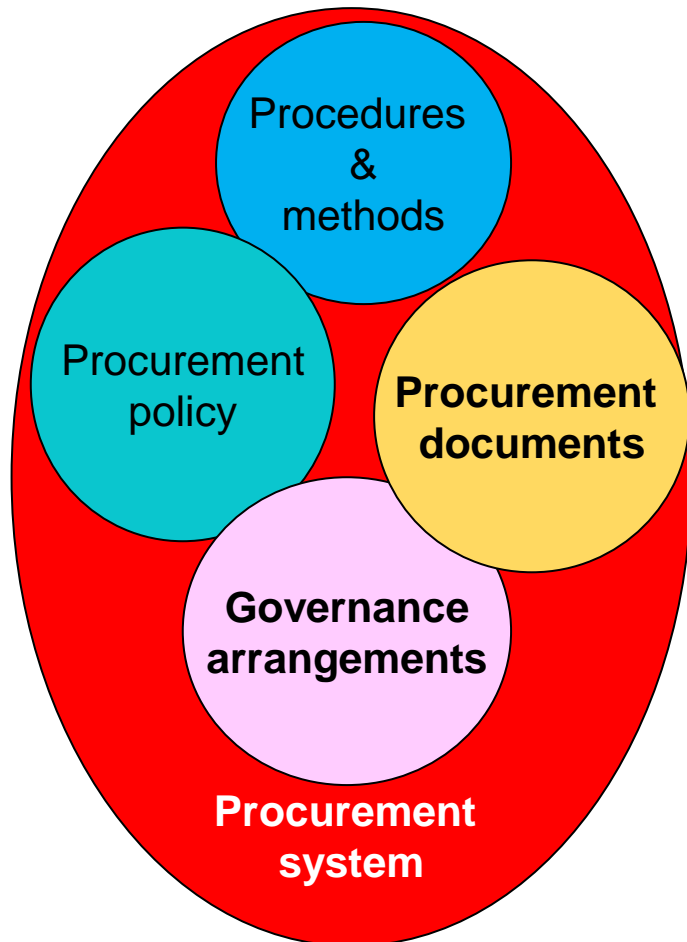 Procedures
&
methods
Procurement
policy
Procurement
documents
Governance
arrangements
Procurement
system